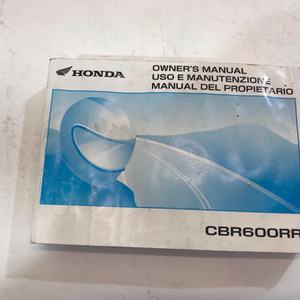 HONDA
OWNER'S MANUAL
USO E MANUTENZIONE
MANUAL DEL PROPIETARIO
CBR600RR